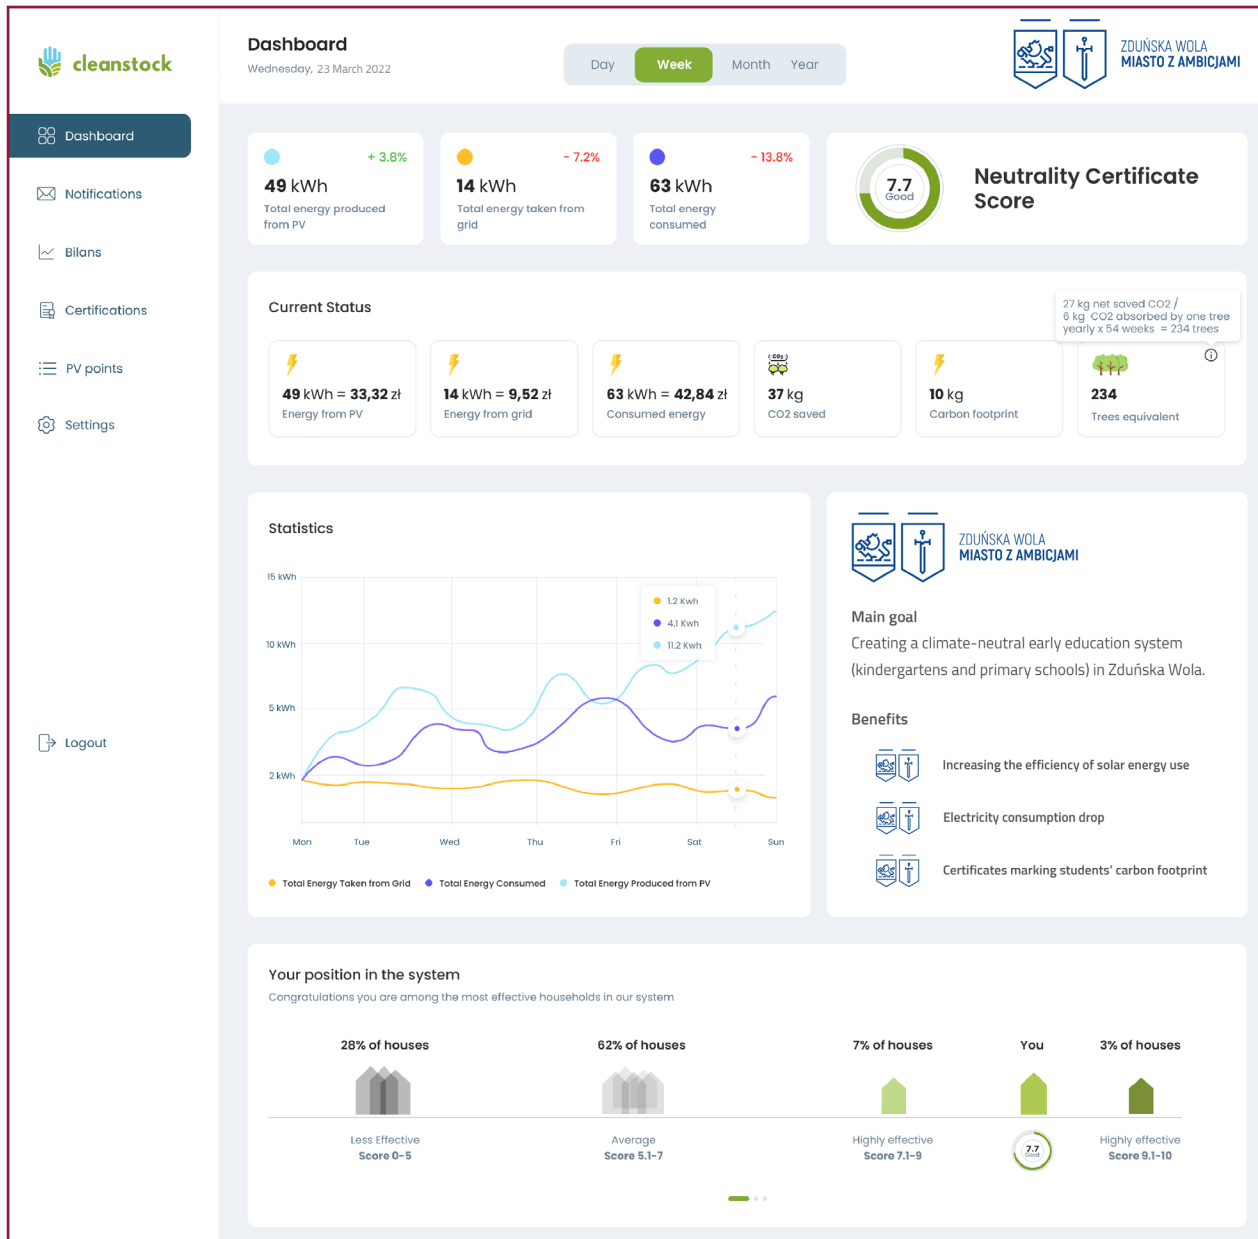 cleanstock
Dashboard
Wednesday, 23 March 2022
Day
Week
Month
Year
ZDUŃSKA WOLA
MIASTO Z AMBICJAMI
Dashboard
Notifications
Bilans
Certifications
PV points
Settings
Logout
+ 3.8%
49 kWh
Total energy produced
from PV
- 7.2%
14 kWh
Total energy taken from
grid
- 13.8%
63 kWh
Total energy
consumed
7.7
Good
Neutrality Certificate
Score
Current Status
27 kg net saved CO2 /
6 kg CO2 absorbed by one tree
yearly x 54 weeks = 234 trees
49 kWh = 33,32 zł
Energy from PV
14 kWh = 9,52 zł
Energy from grid
63 kWh = 42,84 zł
Consumed energy
CO2
37 kg
CO2 saved
10 kg
Carbon footprint
234
Trees equivalent
Statistics
15 kWh
10 kWh
5 kWh
2 kWh
1.2 Kwh
4.1 Kwh
11.2 Kwh
Mon
Tue
Wed
Thu
Fri
Sat
Sun
Total Energy Taken from Grid
Total Energy Consumed
Total Energy Produced from PV
ZDUŃSKA WOLA
MIASTO Z AMBICJAMI
Main goal
Creating a climate-neutral early education system
(kindergartens and primary schools) in Zduńska Wola.
Benefits
Increasing the efficiency of solar energy use
Electricity consumption drop
Certificates marking students’ carbon footprint
Your position in the system
Congratulations you are among the most effective households in our system
28% of houses
62% of houses
7% of houses
You
3% of houses
Less Effective
Score 0-5
Average
Score 5.1-7
Highly effective
Score 7.1-9
7.7
Good
Highly effective
Score 9.1-10